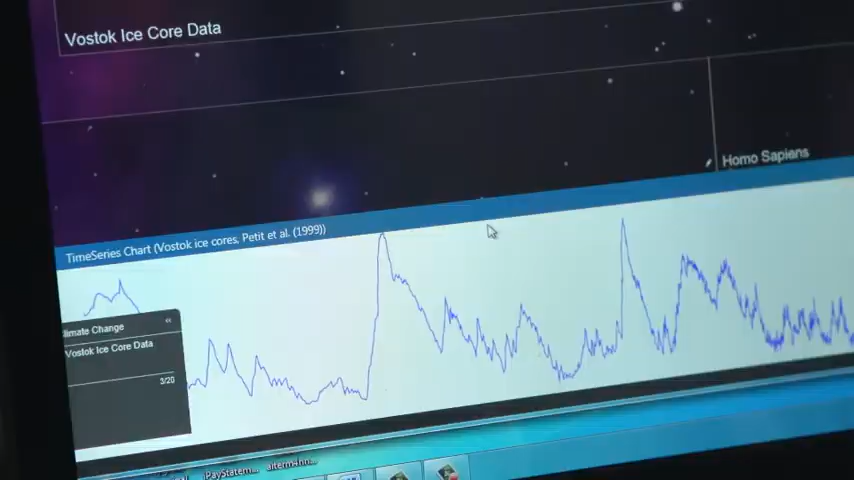 Vostok Ice Core Data
Homo Sapiens
TimeSeries Chart (Vostok ice cores, Petit et al. (1999))
limate Change «
Vostok Ice Core Data
3/20